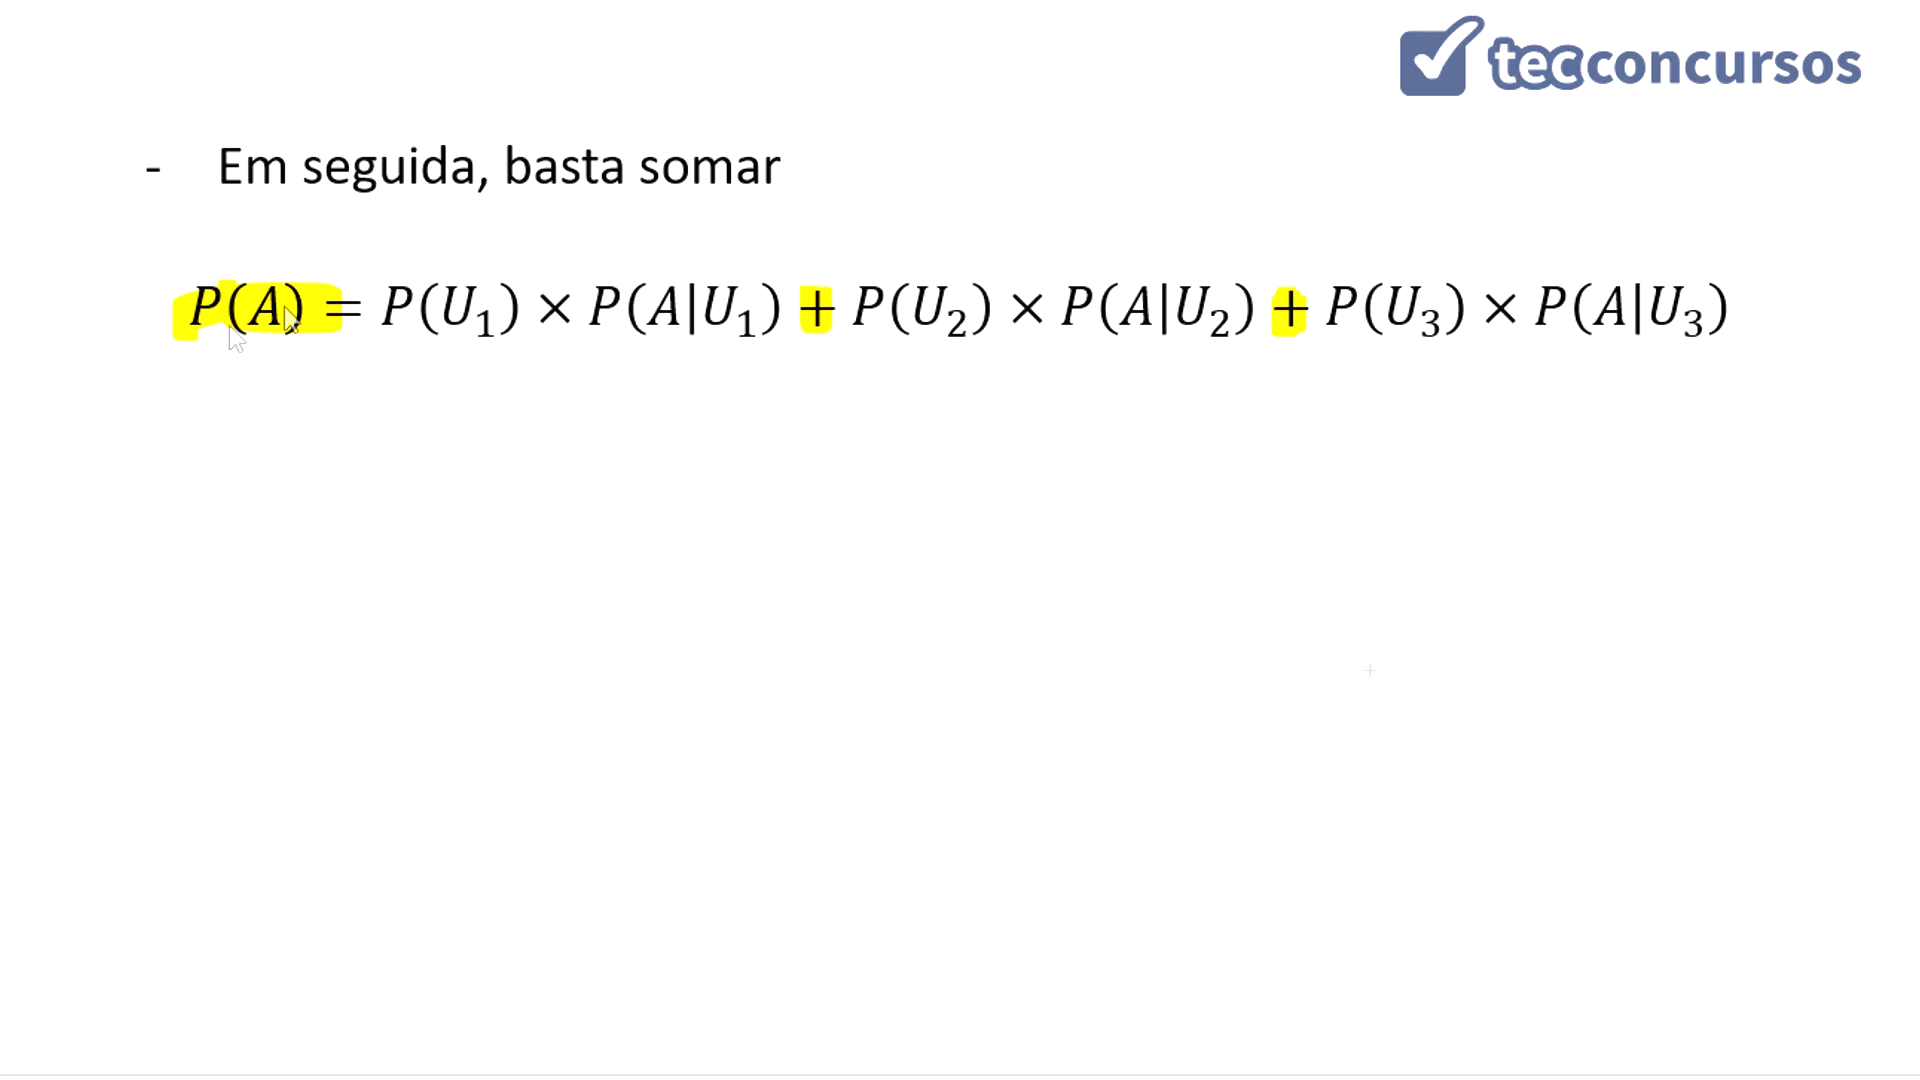 tecconcursos
- Em seguida, basta somar
P(A) = P(U₁) × P(A|U₁) + P(U₂) × P(A|U₂) + P(U₃) × P(A|U₃)